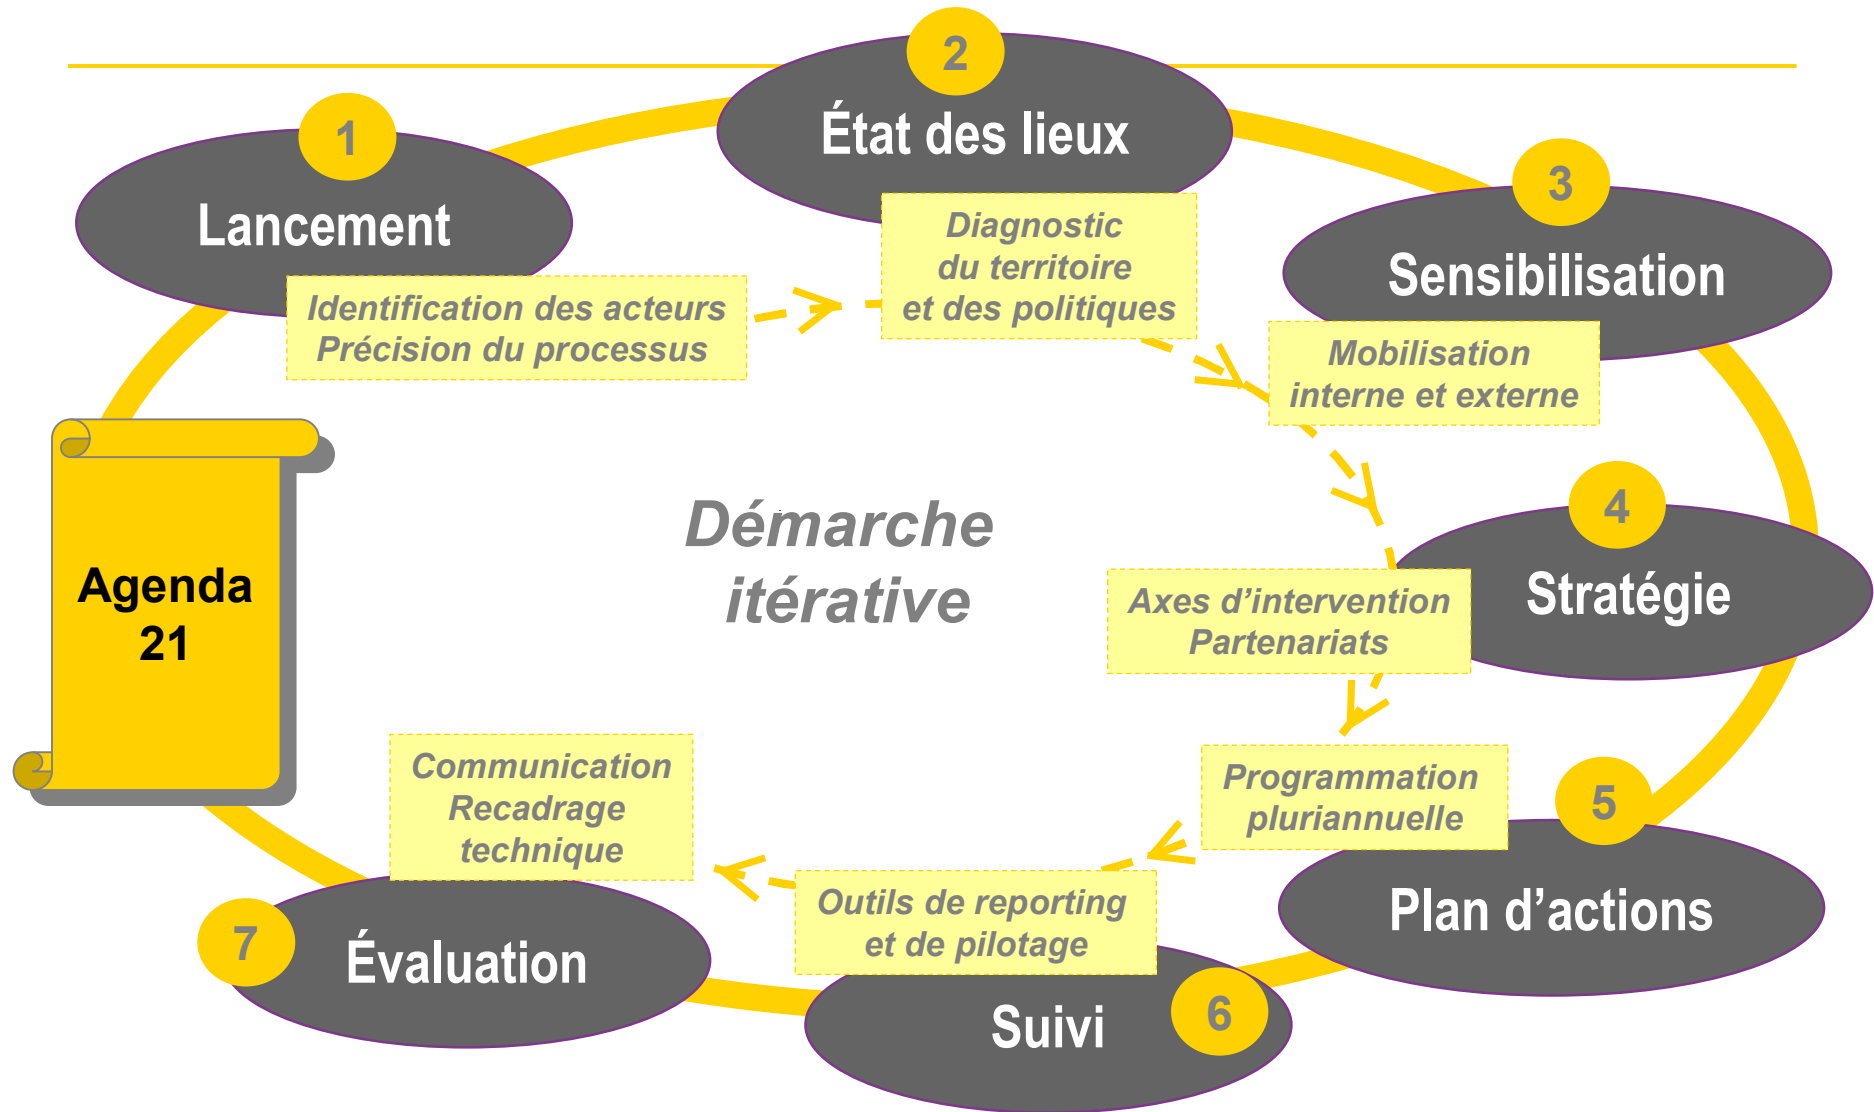 1
Lancement
Identification des acteurs
Précision du processus
2
État des lieux
Diagnostic
du territoire
et des politiques
3
Sensibilisation
Mobilisation
interne et externe
4
Stratégie
Axes d’intervention
Partenariats
5
Plan d’actions
Programmation
pluriannuelle
6
Suivi
Outils de reporting
et de pilotage
7
Évaluation
Communication
Recadrage
technique
Agenda
21
Démarche
itérative